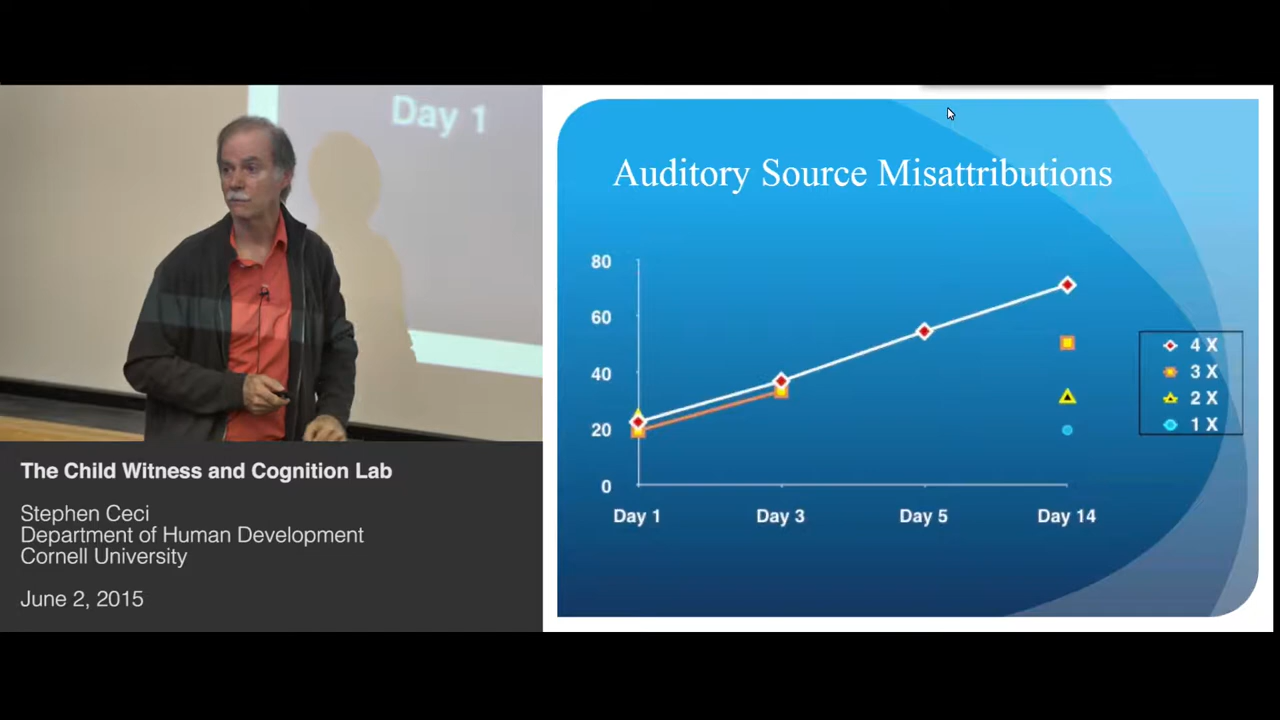 Day 1
Auditory Source Misattributions
80
60
40
20
0
Day 1 Day 3 Day 5 Day 14
4 X
3 X
2 X
1 X
The Child Witness and Cognition Lab
Stephen Ceci
Department of Human Development
Cornell University
June 2, 2015